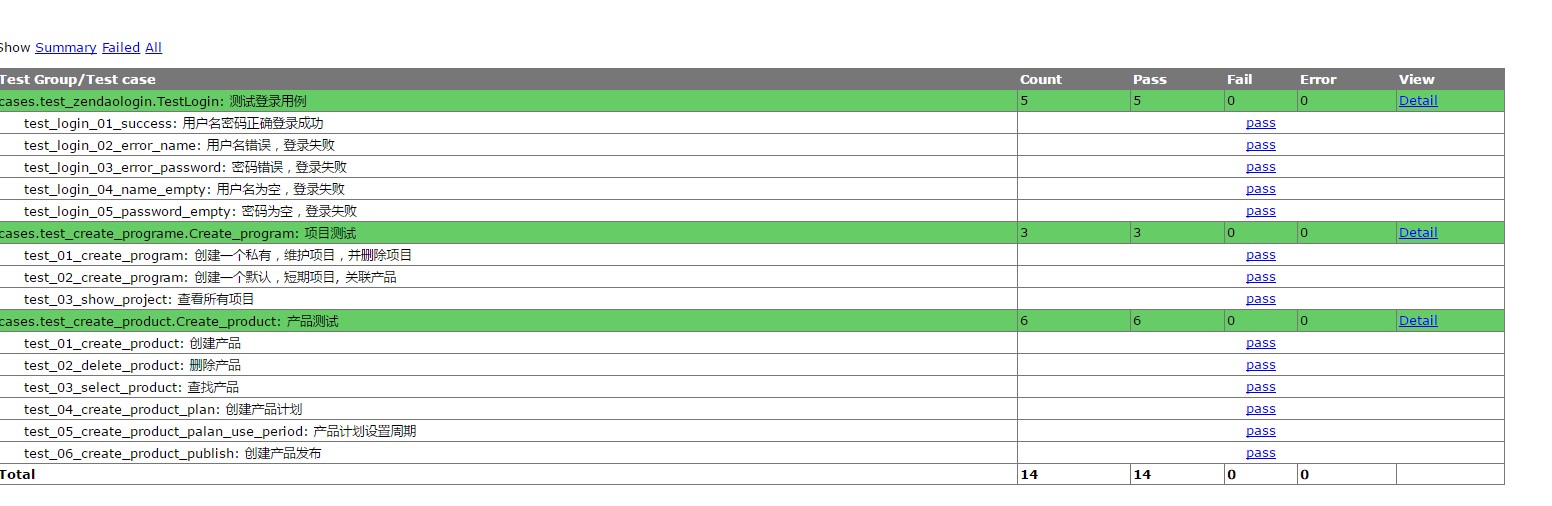 Show Summary Failed All
Test Group/Test case Count Pass Fail Error View
cases.test_zendaologin.TestLogin: 测试登录用例 5 5 0 0 Detail
test_login_01_success: 用户名密码正确登录成功 pass
test_login_02_error_name: 用户名错误，登录失败 pass
test_login_03_error_password: 密码错误，登录失败 pass
test_login_04_name_empty: 用户名为空，登录失败 pass
test_login_05_password_empty: 密码为空，登录失败 pass
cases.test_create_programe.Create_program: 项目测试 3 3 0 0 Detail
test_01_create_program: 创建一个私有，维护项目，并删除项目 pass
test_02_create_program: 创建一个默认，短期项目, 关联产品 pass
test_03_show_project: 查看所有项目 pass
cases.test_create_product.Create_product: 产品测试 6 6 0 0 Detail
test_01_create_product: 创建产品 pass
test_02_delete_product: 删除产品 pass
test_03_select_product: 查找产品 pass
test_04_create_product_plan: 创建产品计划 pass
test_05_create_product_palan_use_period: 产品计划设置周期 pass
test_06_create_product_publish: 创建产品发布 pass
Total 14 14 0 0